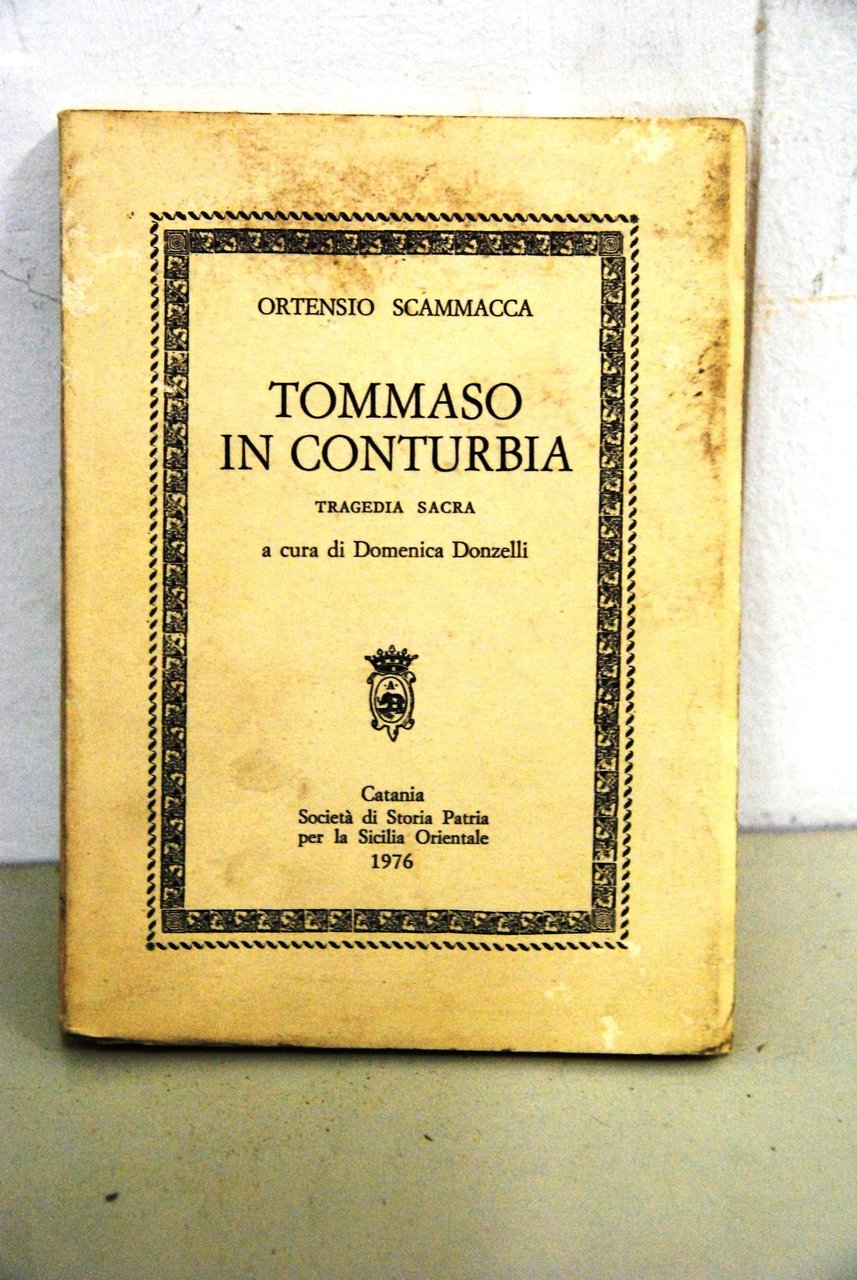 ORTENSIO SCAMMACCA
TOMMASO
IN CONTURBIA
TRAGEDIA SACRA
a cura di Domenica Donzelli
A
Catania
Società di Storia Patria
per la Sicilia Orientale
1976